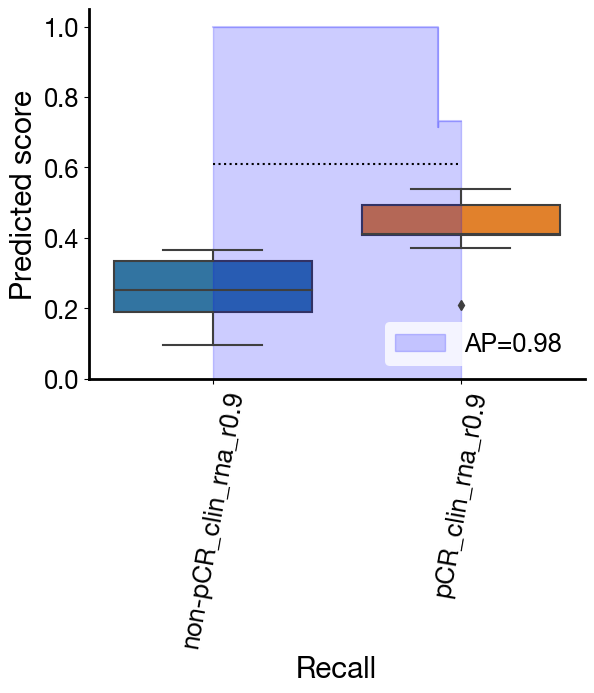 1.0
0.8
0.6
0.4
0.2
0.0
Predicted score
AP=0.98
non-pCR_clin_rna_r0.9
pCR_clin_rna_r0.9
Recall